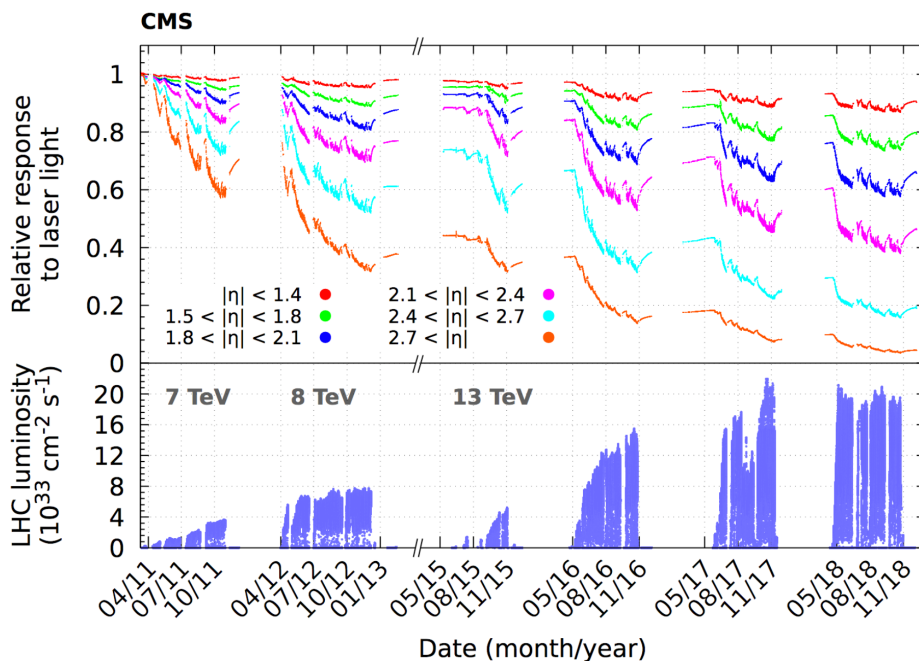 CMS
Relative response
to laser light
1
0.8
0.6
0.4
0.2
0
|η| < 1.4
1.5 < |η| < 1.8
1.8 < |η| < 2.1
2.1 < |η| < 2.4
2.4 < |η| < 2.7
2.7 < |η|
LHC luminosity
(10³³ cm⁻² s⁻¹)
20
16
12
8
4
0
7 TeV
8 TeV
13 TeV
04/11
07/11
10/11
04/12
07/12
10/12
01/13
05/15
08/15
11/15
05/16
08/16
11/16
05/17
08/17
11/17
05/18
08/18
11/18
Date (month/year)